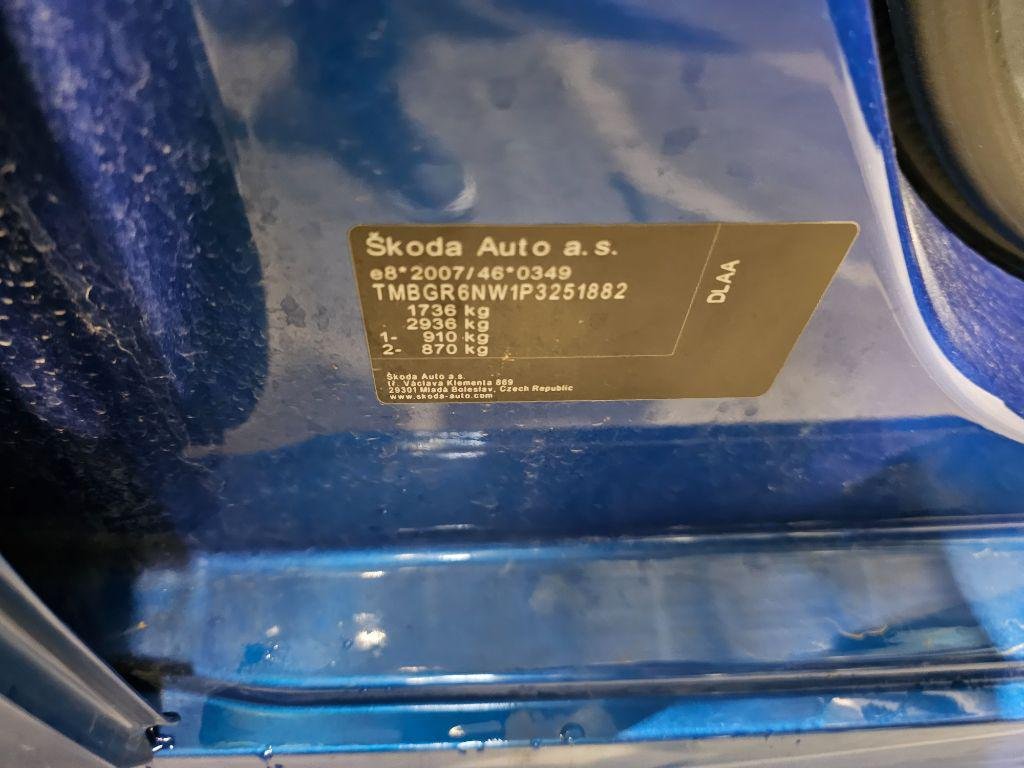 Škoda Auto a.s.
e8*2007/46*0349
TMBGR6NW1P3251882
1736 kg
2936 kg
1- 910 kg
2- 870 kg
DLAA
Škoda Auto a.s.
tř. Václava Klementa 869
29301 Mladá Boleslav, Czech Republic
www.skoda-auto.com